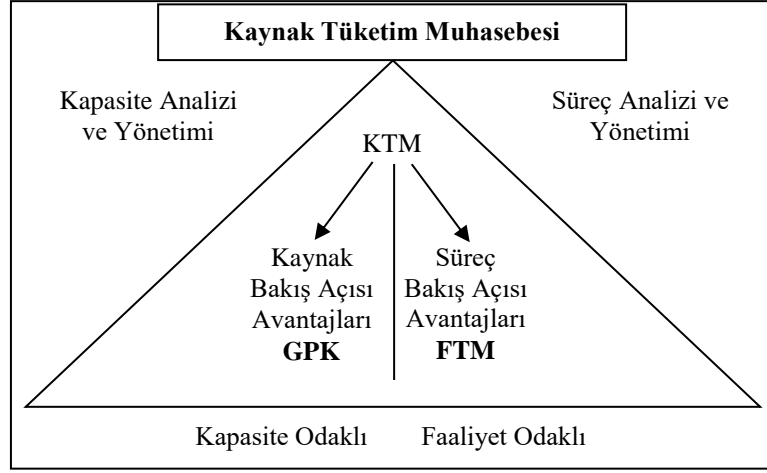 Kaynak Tüketim Muhasebesi
Kapasite Analizi
ve Yönetimi
Süreç Analizi ve
Yönetimi
KTM
Kaynak
Bakış Açısı
Avantajları
GPK
Süreç
Bakış Açısı
Avantajları
FTM
Kapasite Odaklı
Faaliyet Odaklı